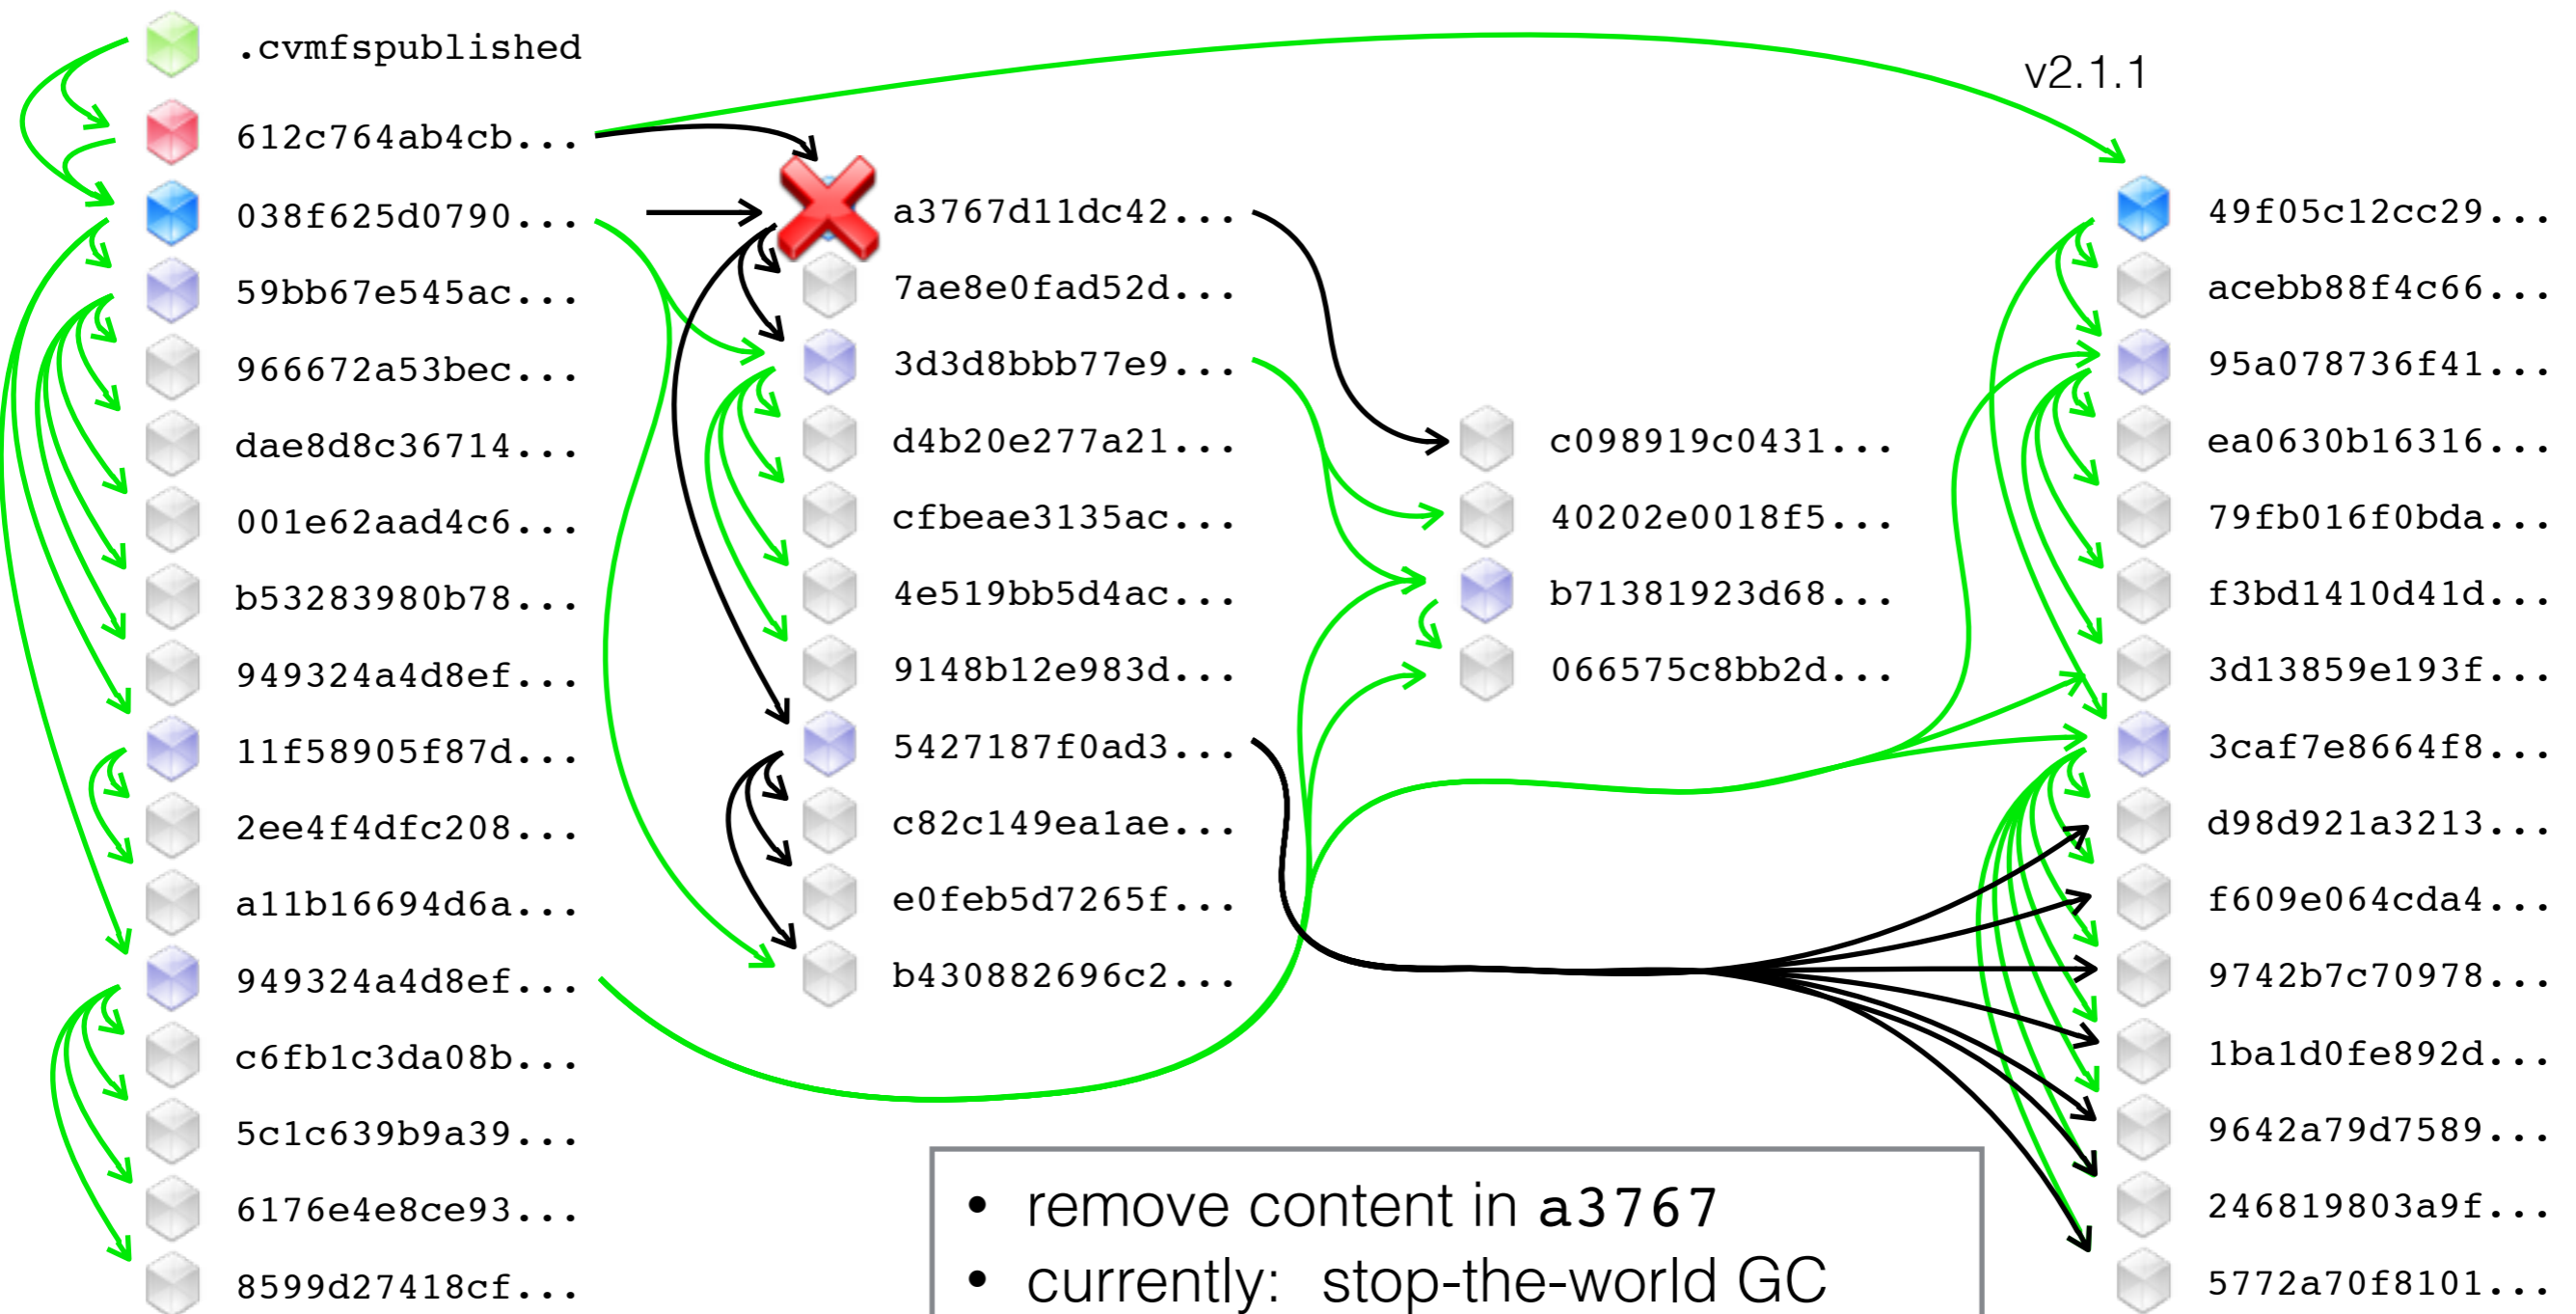 .cvmfspublished
612c764ab4cb...
038f625d0790...
59bb67e545ac...
966672a53bec...
dae8d8c36714...
001e62aad4c6...
b53283980b78...
949324a4d8ef...
11f58905f87d...
2ee4f4dfc208...
a11b16694d6a...
949324a4d8ef...
c6fb1c3da08b...
5c1c639b9a39...
6176e4e8ce93...
8599d27418cf...
a3767d11dc42...
7ae8e0fad52d...
3d3d8bbb77e9...
d4b20e277a21...
cfbeae3135ac...
4e519bb5d4ac...
9148b12e983d...
5427187f0ad3...
c82c149ea1ae...
e0feb5d7265f...
b430882696c2...
c098919c0431...
40202e0018f5...
b71381923d68...
066575c8bb2d...
v2.1.1
49f05c12cc29...
acebb88f4c66...
95a078736f41...
ea0630b16316...
79fb016f0bda...
f3bd1410d41d...
3d13859e193f...
3caf7e8664f8...
d98d921a3213...
f609e064cda4...
9742b7c70978...
1ba1d0fe892d...
9642a79d7589...
246819803a9f...
5772a70f8101...
• remove content in a3767
• currently: stop-the-world GC